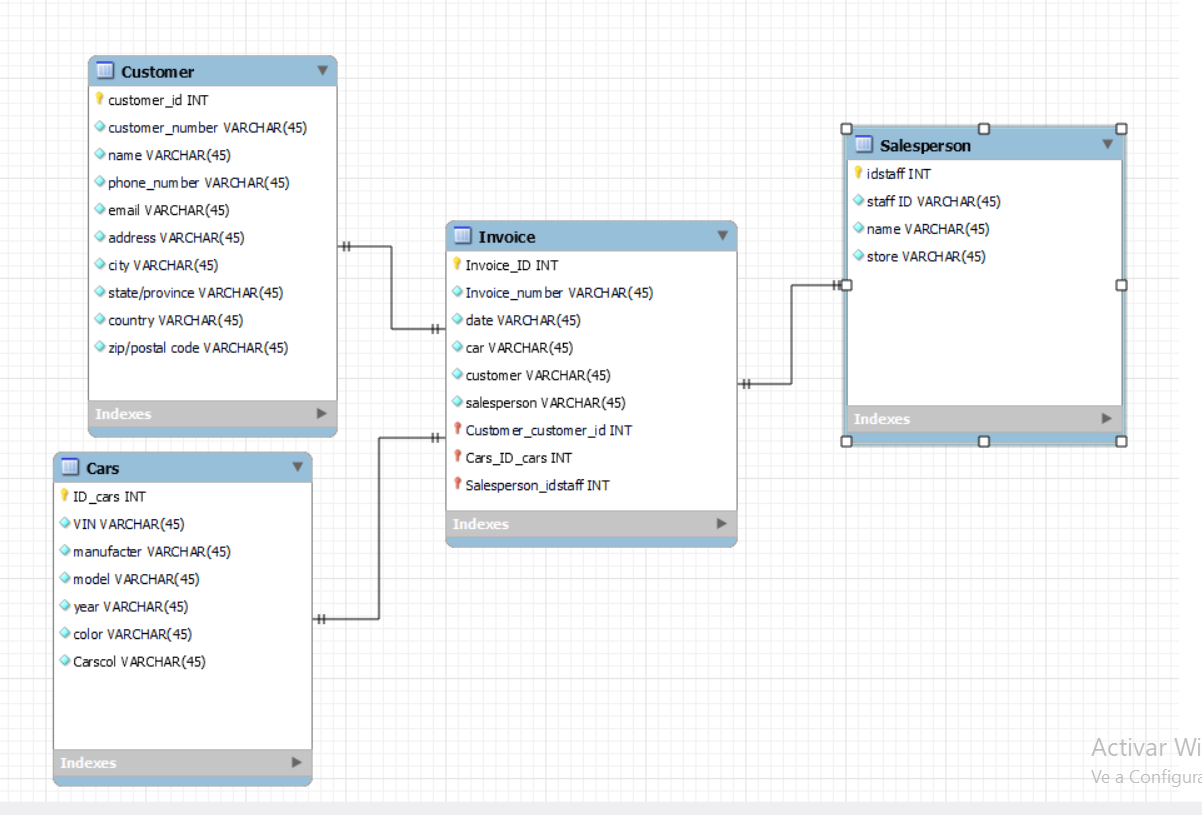 Customer
customer_id INT
customer_number VARCHAR(45)
name VARCHAR(45)
phone_number VARCHAR(45)
email VARCHAR(45)
address VARCHAR(45)
city VARCHAR(45)
state/province VARCHAR(45)
country VARCHAR(45)
zip/postal code VARCHAR(45)
Indexes
Cars
ID_cars INT
VIN VARCHAR(45)
manufacter VARCHAR(45)
model VARCHAR(45)
year VARCHAR(45)
color VARCHAR(45)
Carscol VARCHAR(45)
Indexes
Invoice
Invoice_ID INT
Invoice_number VARCHAR(45)
date VARCHAR(45)
car VARCHAR(45)
customer VARCHAR(45)
salesperson VARCHAR(45)
Customer_customer_id INT
Cars_ID_cars INT
Salesperson_idstaff INT
Indexes
Salesperson
idstaff INT
staff ID VARCHAR(45)
name VARCHAR(45)
store VARCHAR(45)
Indexes
Activar Wi
Ve a Configura